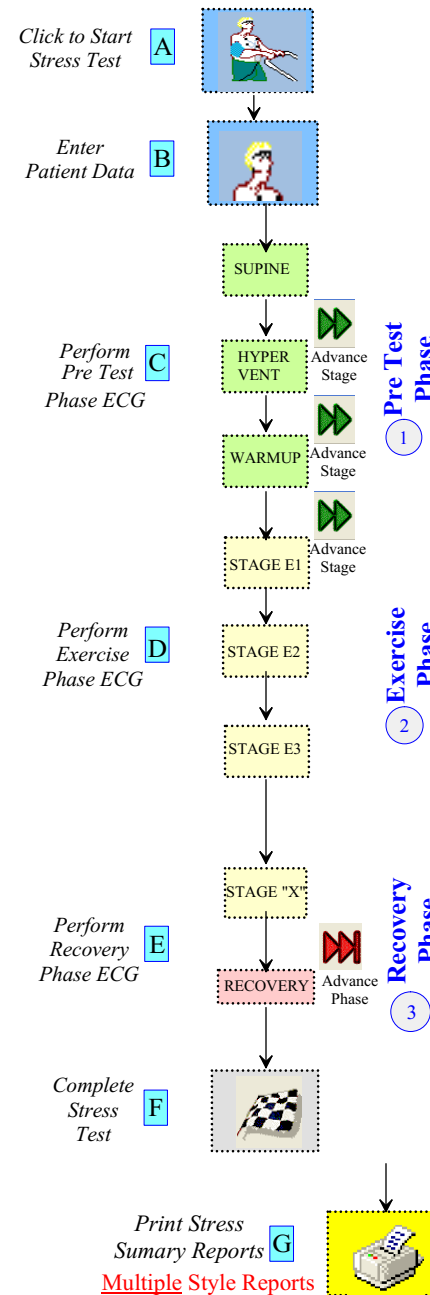 Click to Start
Stress Test
A
Enter
Patient Data
B
SUPINE
Perform
Pre Test
Phase ECG
C
HYPER
VENT
Advance
Stage
Pre Test
Phase
1
WARMUP
Advance
Stage
STAGE E1
Advance
Stage
Perform
Exercise
Phase ECG
D
STAGE E2
Exercise
Phase
2
STAGE E3
STAGE "X"
Perform
Recovery
Phase ECG
E
RECOVERY
Advance
Phase
Recovery
Phase
3
Complete
Stress
Test
F
Print Stress
Sumary Reports
G
Multiple Style Reports